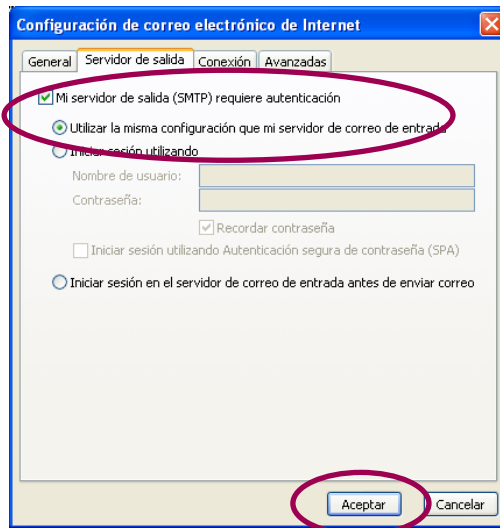 Configuración de correo electrónico de Internet
General Servidor de salida Conexión Avanzadas
Mi servidor de salida (SMTP) requiere autenticación
Utilizar la misma configuración que mi servidor de correo de entrada
Iniciar sesión utilizando
Nombre de usuario:
Contraseña:
Recordar contraseña
Iniciar sesión utilizando Autenticación segura de contraseña (SPA)
Iniciar sesión en el servidor de correo de entrada antes de enviar correo
Aceptar Cancelar